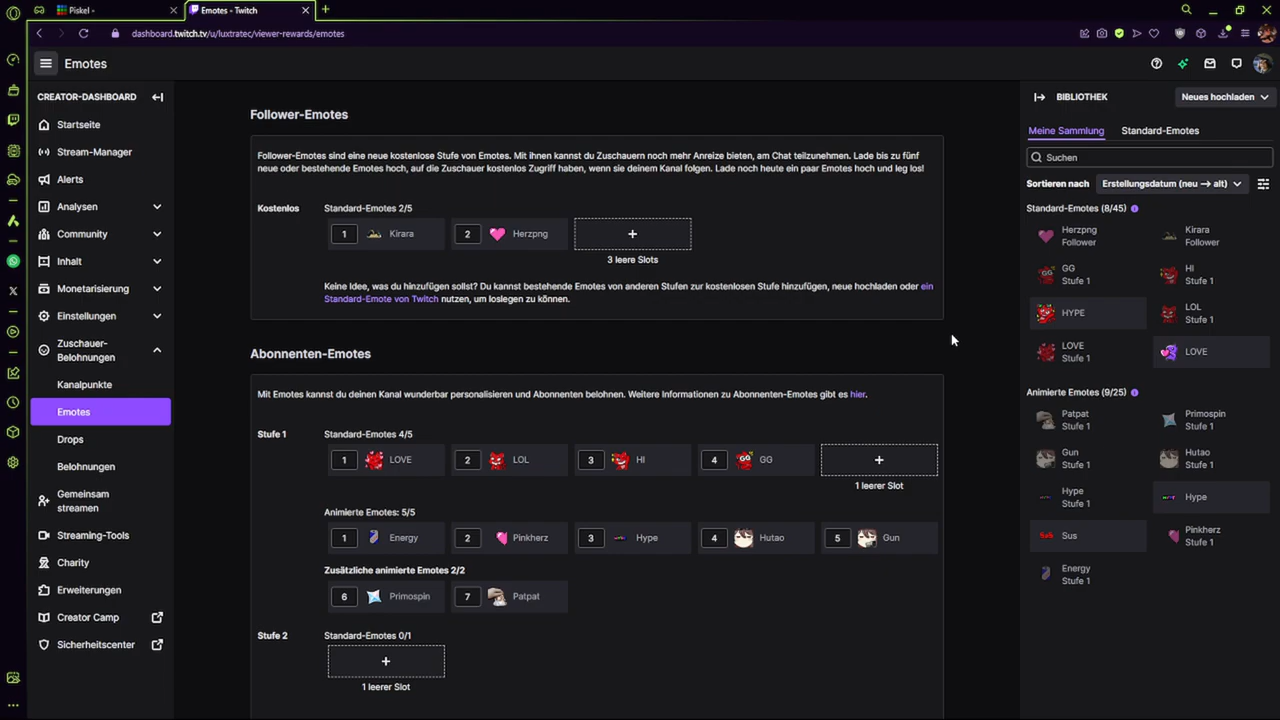 Piskel -
Emotes - Twitch
dashboard.twitch.tv/u/luxtratec/viewer-rewards/emotes
Emotes
CREATOR-DASHBOARD
Startseite
Stream-Manager
Alerts
Analysen
Community
Inhalt
Monetarisierung
Einstellungen
Zuschauer-
Belohnungen
Kanalpunkte
Emotes
Drops
Belohnungen
Gemeinsam
streamen
Streaming-Tools
Charity
Erweiterungen
Creator Camp
Sicherheitscenter
Follower-Emotes
Follower-Emotes sind eine neue kostenlose Stufe von Emotes. Mit ihnen kannst du Zuschauern noch mehr Anreize bieten, am Chat teilzunehmen. Lade bis zu fünf
neue oder bestehende Emotes hoch, auf die Zuschauer kostenlos Zugriff haben, wenn sie deinem Kanal folgen. Lade noch heute ein paar Emotes hoch und leg los!
Kostenlos
Standard-Emotes 2/5
1 Kirara
2 Herzpng
+
3 leere Slots
Keine Idee, was du hinzufügen sollst? Du kannst bestehende Emotes von anderen Stufen zur kostenlosen Stufe hinzufügen, neue hochladen oder ein
Standard-Emote von Twitch nutzen, um loslegen zu können.
Abonnenten-Emotes
Mit Emotes kannst du deinen Kanal wunderbar personalisieren und Abonnenten belohnen. Weitere Informationen zu Abonnenten-Emotes gibt es hier.
Stufe 1
Standard-Emotes 4/5
1 LOVE
2 LOL
3 HI
4 GG
+
1 leerer Slot
Animierte Emotes: 5/5
1 Energy
2 Pinkherz
3 Hype
4 Hutao
5 Gun
Zusätzliche animierte Emotes 2/2
6 Primospin
7 Patpat
Stufe 2
Standard-Emotes 0/1
+
1 leerer Slot
BIBLIOTHEK
Neues hochladen
Meine Sammlung
Standard-Emotes
Suchen
Sortieren nach
Erstellungsdatum (neu → alt)
Standard-Emotes (8/45)
Herzpng
Follower
Kirara
Follower
GG
Stufe 1
HI
Stufe 1
HYPE
LOL
Stufe 1
LOVE
Stufe 1
LOVE
Animierte Emotes (9/25)
Patpat
Stufe 1
Primospin
Stufe 1
Gun
Stufe 1
Hutao
Stufe 1
Hype
Stufe 1
Hype
Sus
Pinkherz
Stufe 1
Energy
Stufe 1